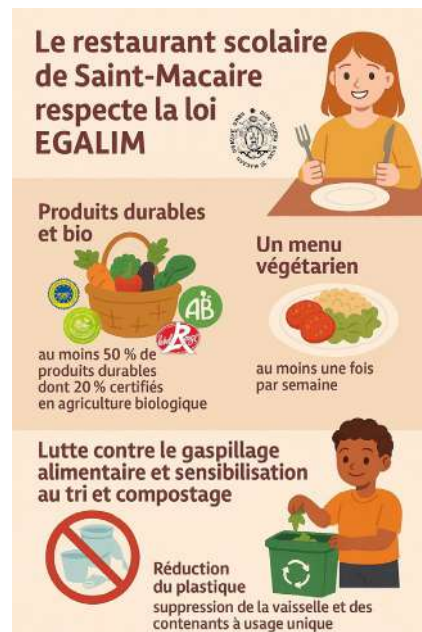 Le restaurant scolaire
de Saint-Macaire
respecte la loi
EGALIM
Produits durables
et bio
AB
au moins 50 % de
produits durables
dont 20 % certifiés
en agriculture biologique
Un menu
végétarien
au moins une fois
par semaine
Lutte contre le gaspillage
alimentaire et sensibilisation
au tri et compostage
Réduction
du plastique
suppression de la vaisselle et des
contenants à usage unique